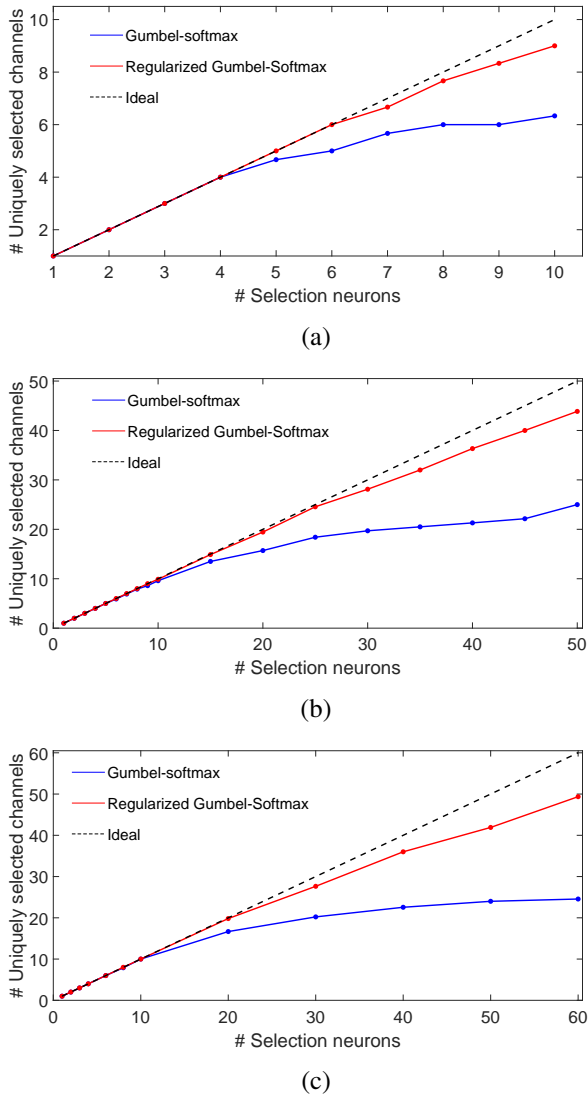 # Uniquely selected channels
10
8
6
4
2
Gumbel-softmax
Regularized Gumbel-Softmax
Ideal
1 2 3 4 5 6 7 8 9 10
# Selection neurons
(a)
# Uniquely selected channels
50
40
30
20
10
0
Gumbel-softmax
Regularized Gumbel-Softmax
Ideal
0 10 20 30 40 50
# Selection neurons
(b)
# Uniquely selected channels
60
50
40
30
20
10
0
Gumbel-softmax
Regularized Gumbel-Softmax
Ideal
0 10 20 30 40 50 60
# Selection neurons
(c)